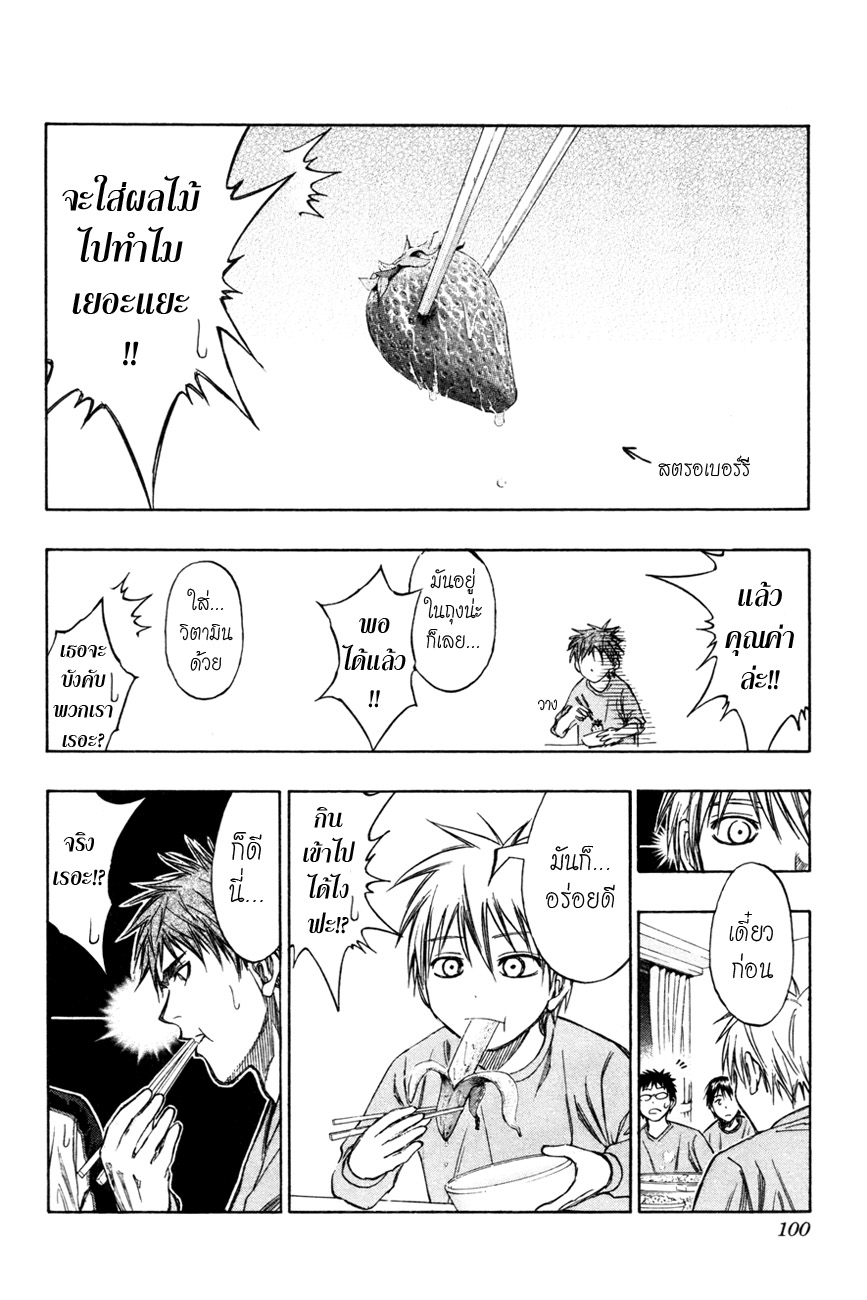 จะใส่ผลไม้
ไปทำไม
เยอะแยะ
!!
สตรอเบอร์รี
แล้ว
คุณค่า
ล่ะ!!
วาง
มันอยู่
ในถุงน่ะ
ก็เลย...
พอ
ได้แล้ว
!!
ใส่...
วิตามิน
ด้วย
เธอจะ
บังคับ
พวกเรา
เรอะ?
เดี๋ยว
ก่อน
มันก็..
อร่อยดี
กิน
เข้าไป
ได้ไง
ฟะ!?
ก็ดี
นี่...
จริง
เรอะ!?
100